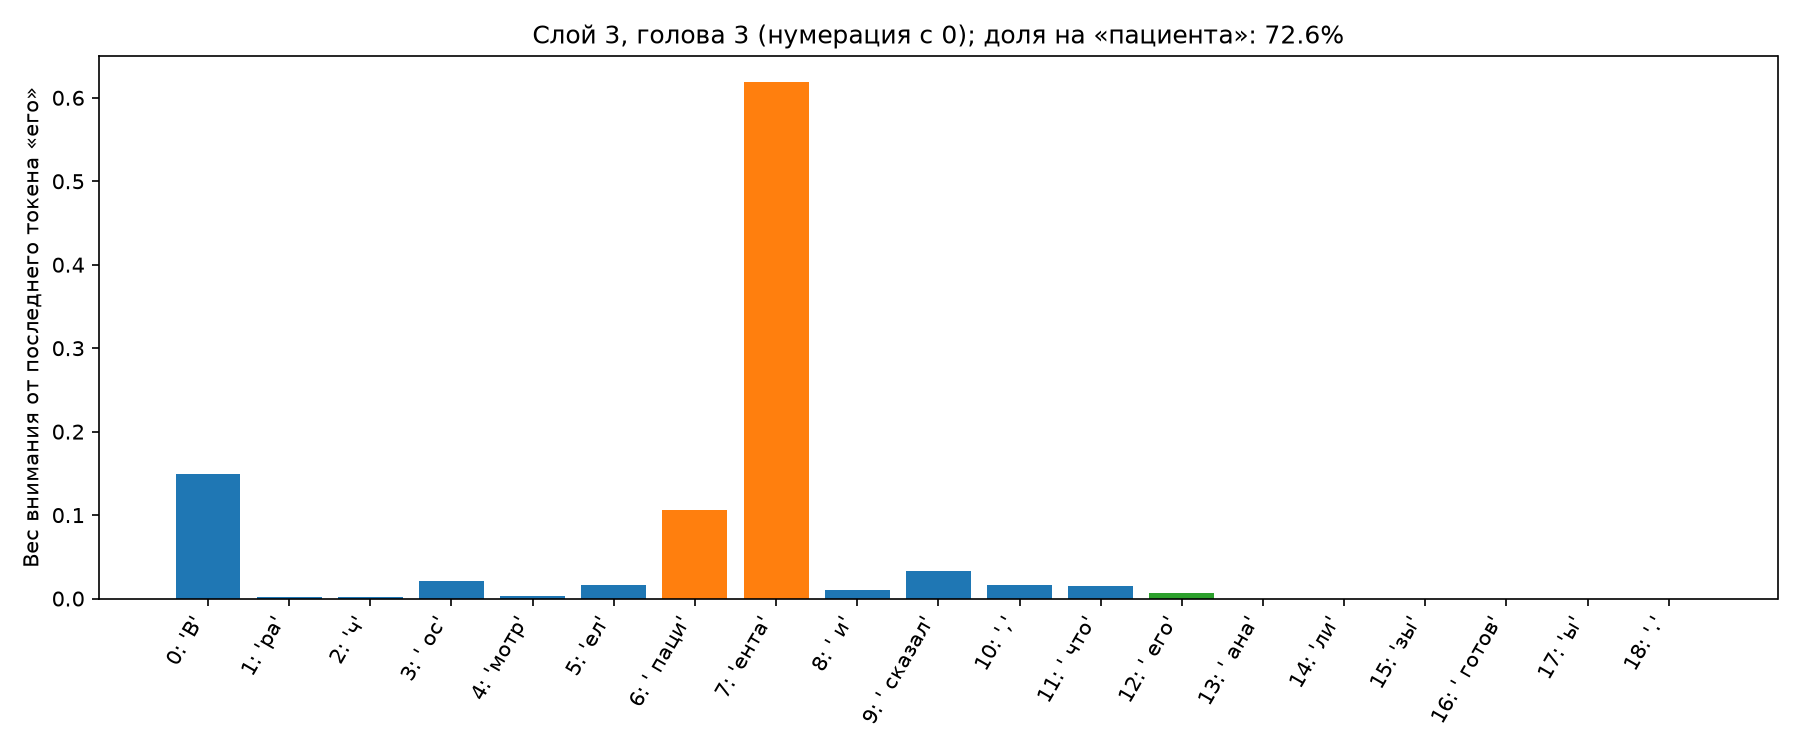 Слой 3, голова 3 (нумерация с 0); доля на «пациента»: 72.6%
Вес внимания от последнего токена «его»
0.6
0.5
0.4
0.3
0.2
0.1
0.0
0: 'В'
1: 'ра'
2: 'ч'
3: ' ос'
4: 'мотр'
5: 'ел'
6: ' паци'
7: 'ента'
8: ' и'
9: ' сказал'
10: ','
11: ' что'
12: ' его'
13: ' ана'
14: 'ли'
15: 'зы'
16: ' готов'
17: 'ы'
18: '.'